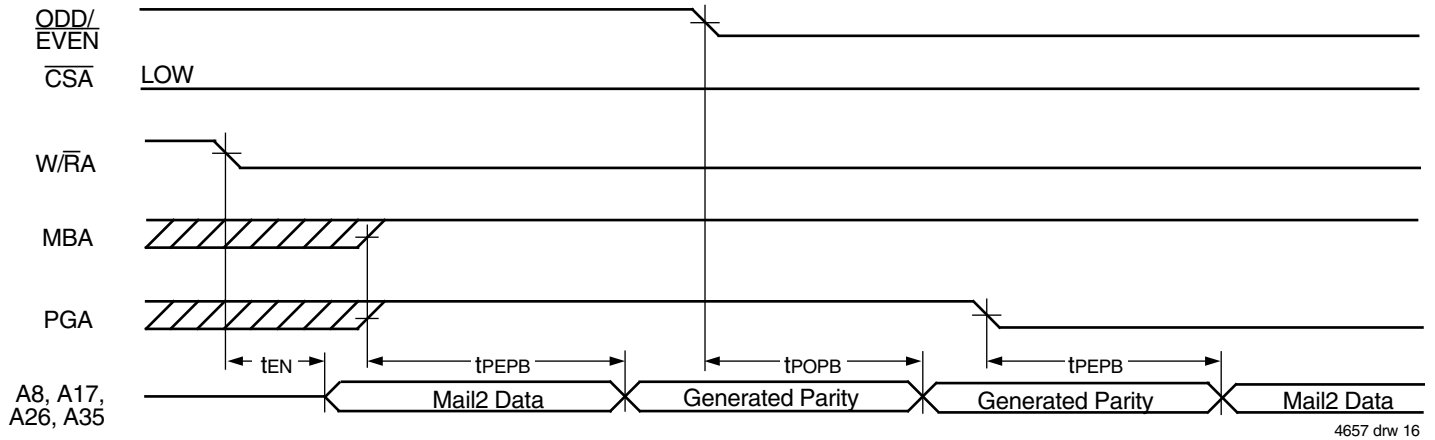 ODD/
EVEN
CSA
LOW
W/RA
MBA
PGA
tEN
tPEPB
tPOPB
tPEPB
A8, A17,
A26, A35
Mail2 Data
Generated Parity
Generated Parity
Mail2 Data
4657 drw 16